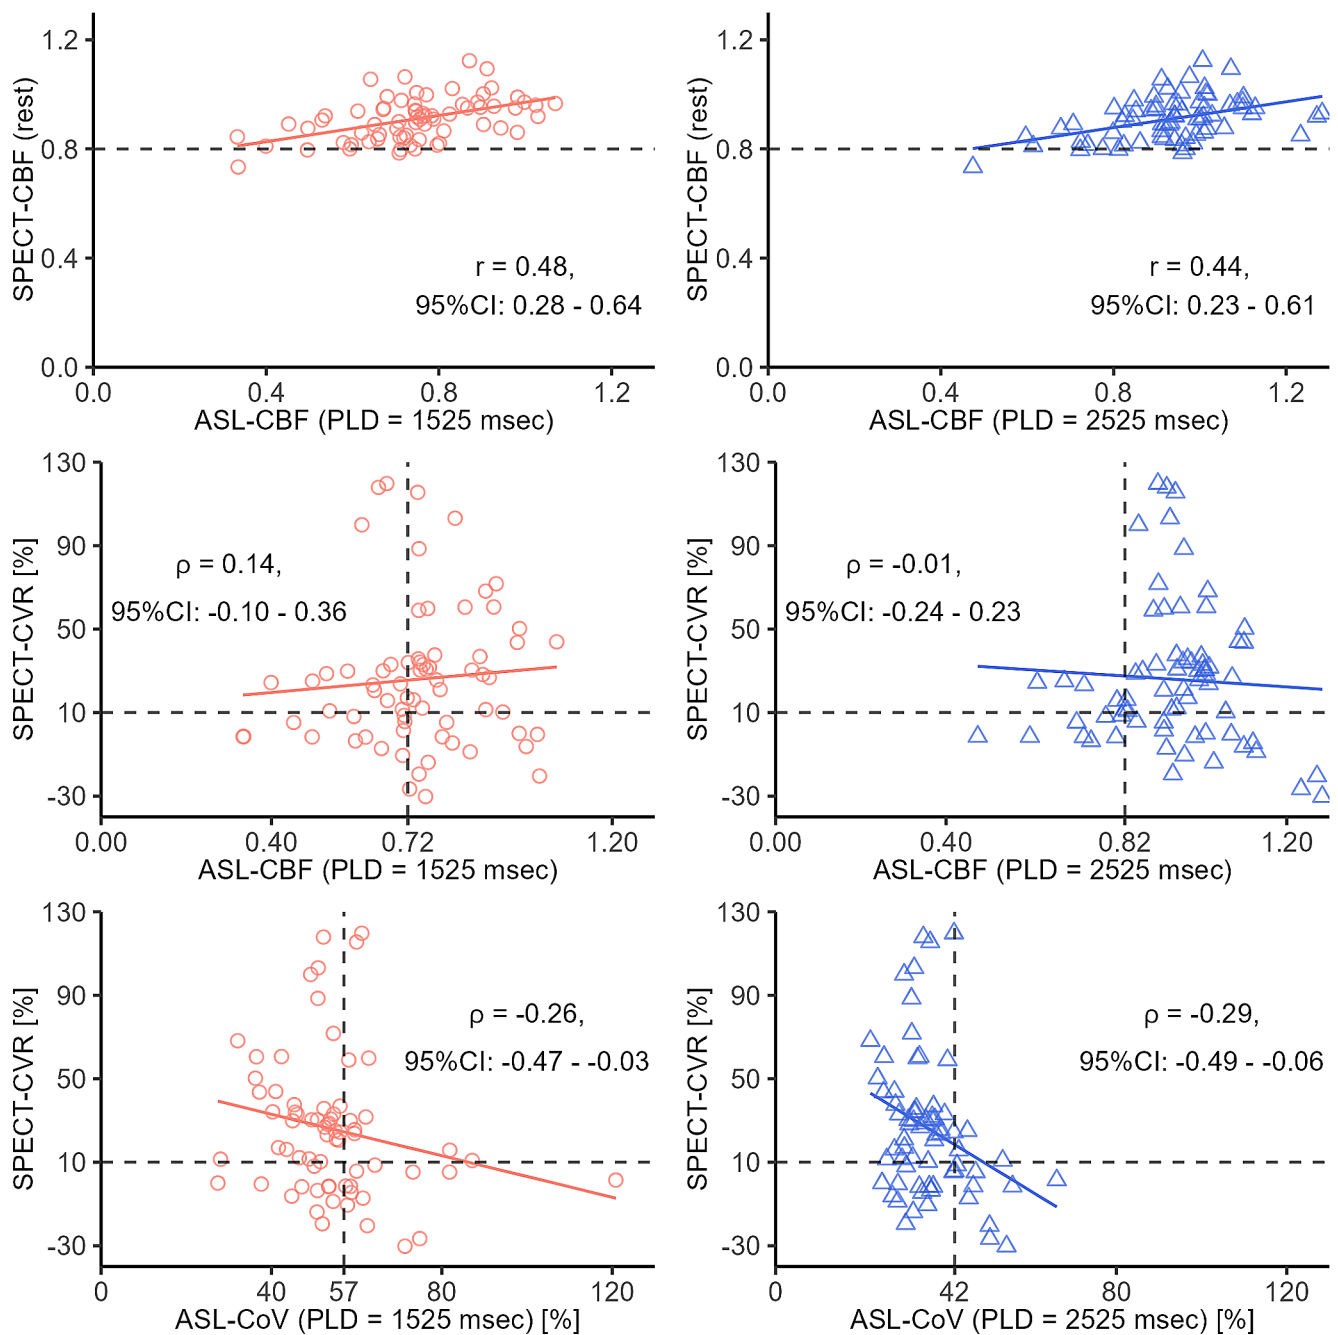 SPECT-CBF (rest)
1.2
0.8
0.4
0.0
r = 0.48,
95%CI: 0.28 - 0.64
0.0 0.4 0.8 1.2
ASL-CBF (PLD = 1525 msec)
SPECT-CBF (rest)
1.2
0.8
0.4
0.0
r = 0.44,
95%CI: 0.23 - 0.61
0.0 0.4 0.8 1.2
ASL-CBF (PLD = 2525 msec)
SPECT-CVR [%]
130
90
50
10
-30
ρ = 0.14,
95%CI: -0.10 - 0.36
0.00 0.40 0.72 1.20
ASL-CBF (PLD = 1525 msec)
SPECT-CVR [%]
130
90
50
10
-30
ρ = -0.01,
95%CI: -0.24 - 0.23
0.00 0.40 0.82 1.20
ASL-CBF (PLD = 2525 msec)
SPECT-CVR [%]
130
90
50
10
-30
ρ = -0.26,
95%CI: -0.47 - -0.03
0 40 57 80 120
ASL-CoV (PLD = 1525 msec) [%]
SPECT-CVR [%]
130
90
50
10
-30
ρ = -0.29,
95%CI: -0.49 - -0.06
0 42 80 120
ASL-CoV (PLD = 2525 msec) [%]